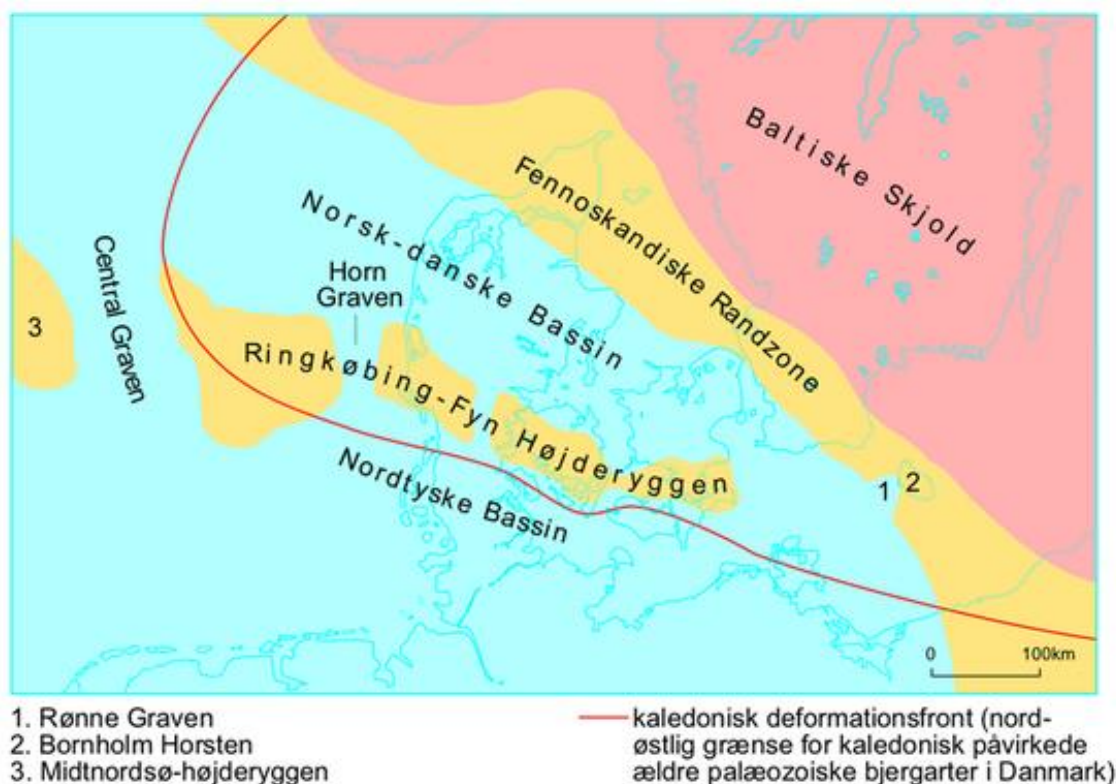 Baltiske Skjold
Fennoskandiske Randzone
Norsk-danske Bassin
Horn
Graven
Central Graven
3
Ringkøbing-Fyn Højderyggen
Nordtyske Bassin
1
2
0
100km
1. Rønne Graven
2. Bornholm Horsten
3. Midtnordsø-højderyggen
kaledonisk deformationsfront (nord-
østlig grænse for kaledonisk påvirkede
ældre palæozoiske bjergarter i Danmark)